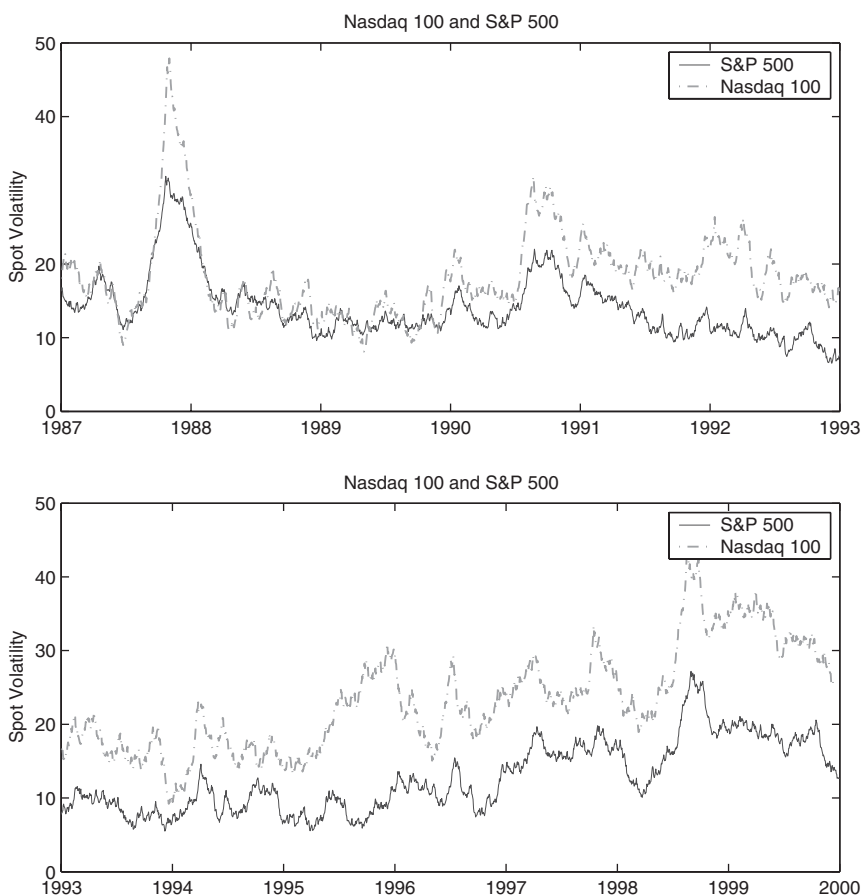 Nasdaq 100 and S&P 500
50
40
20
10
0
Spot Volatility
S&P 500
Nasdaq 100
1987 1988 1989 1990 1991 1992 1993
Nasdaq 100 and S&P 500
50
40
30
20
10
0
Spot Volatility
S&P 500
Nasdaq 100
1993 1994 1995 1996 1997 1998 1999 2000